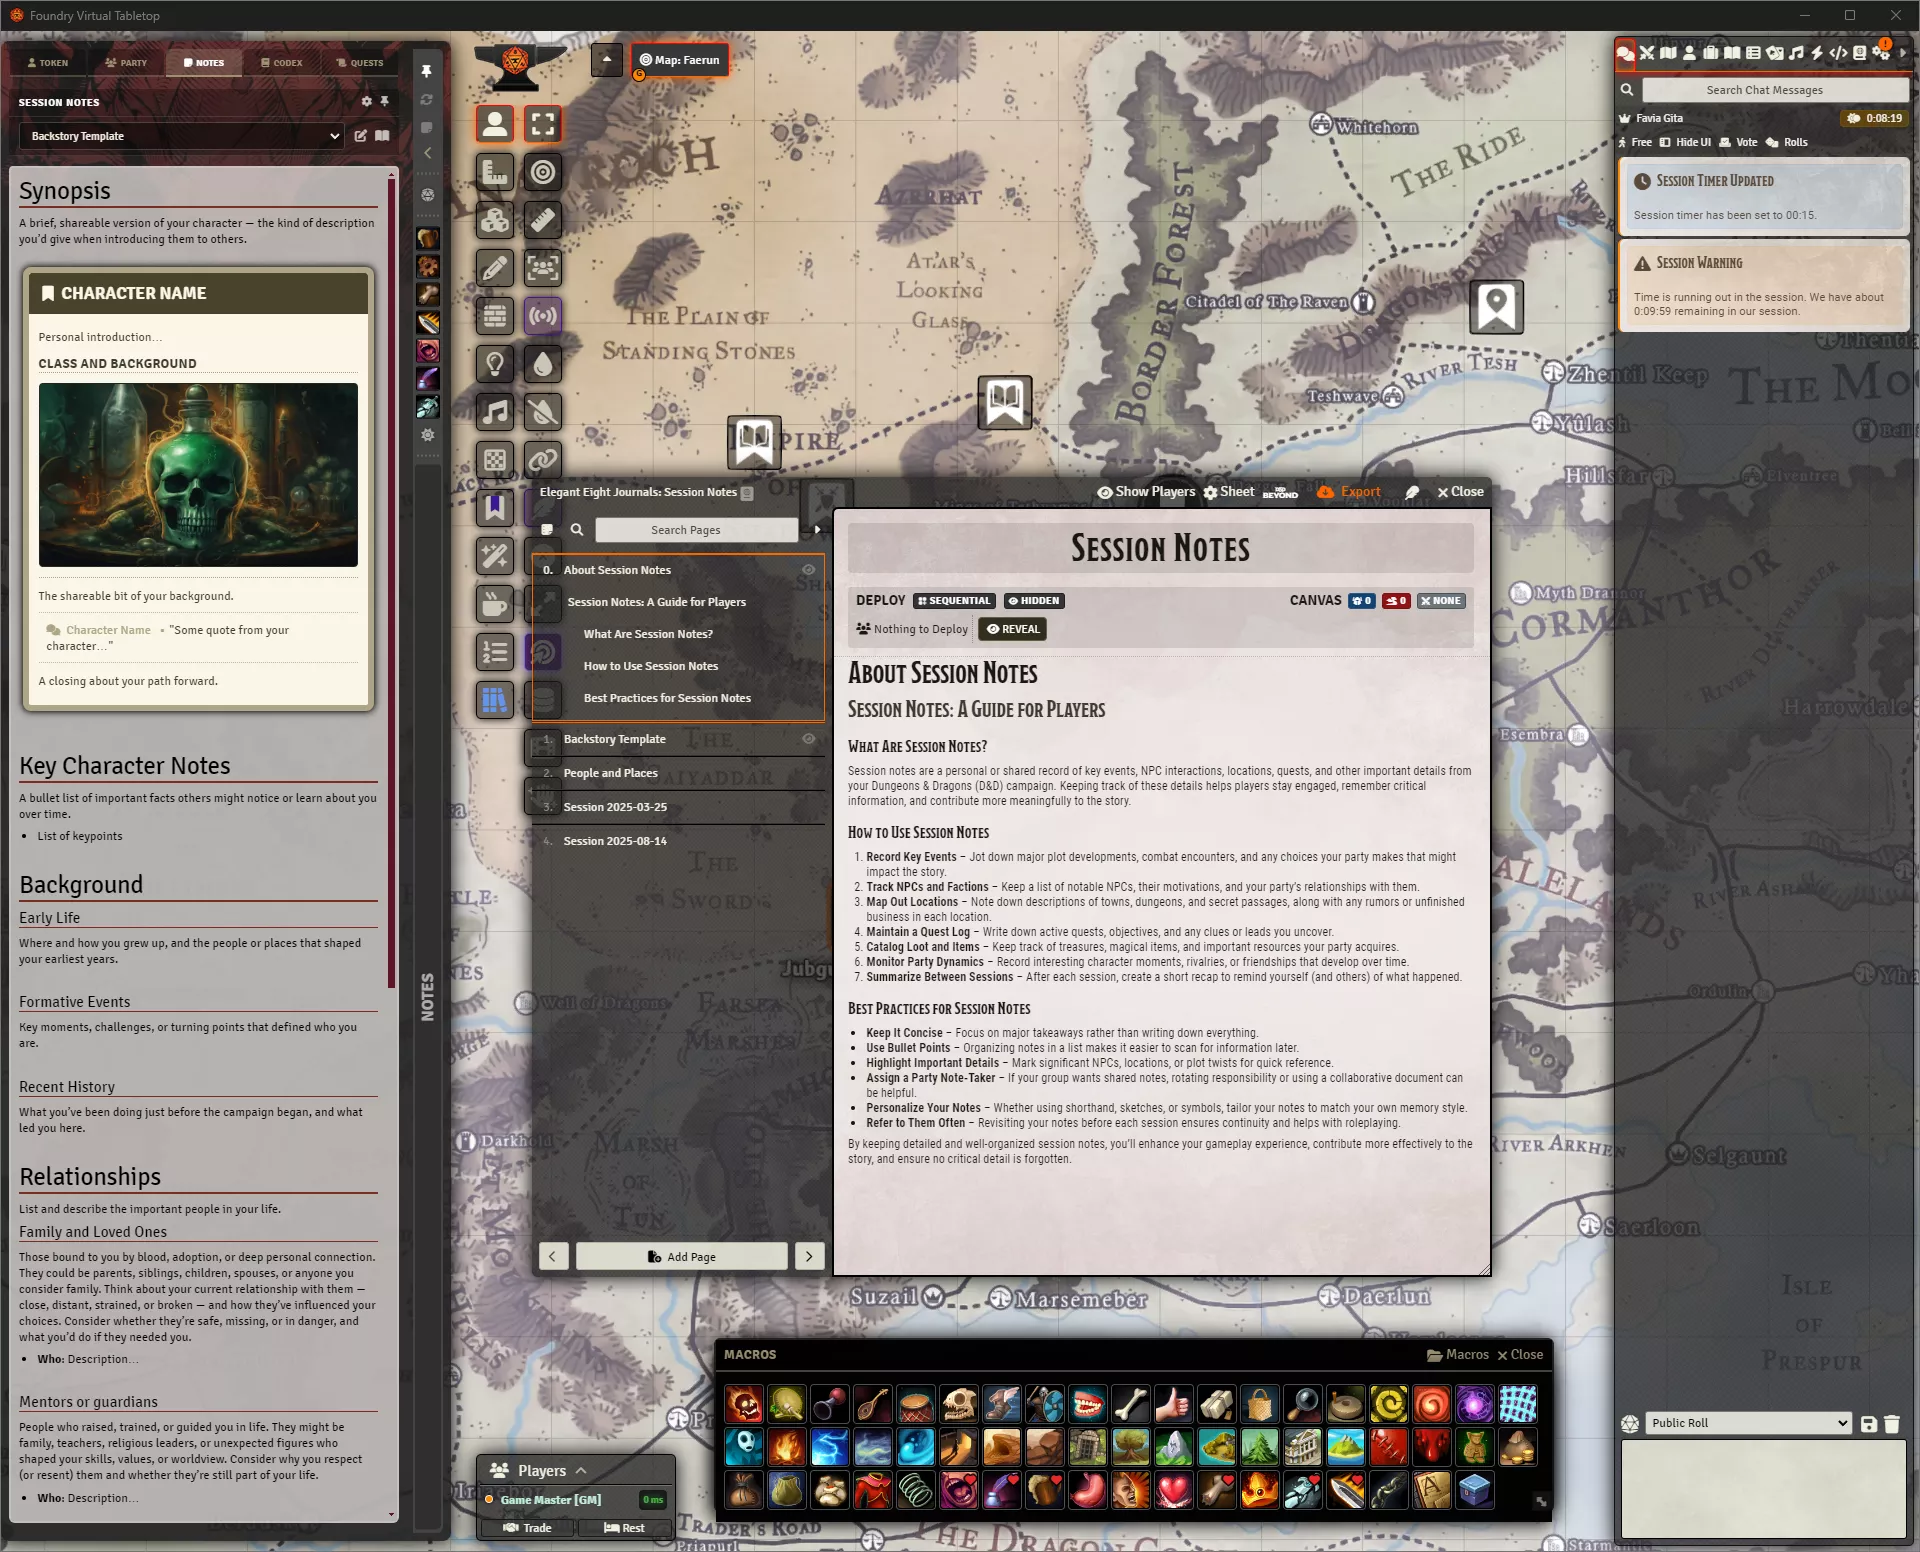 Foundry Virtual Tabletop
TOKEN
PARTY
NOTES
CODEX
QUESTS
SESSION NOTES
Backstory Template
Synopsis
A brief, shareable version of your character — the kind of description
you'd give when introducing them to others.
CHARACTER NAME
Personal introduction...
CLASS AND BACKGROUND
The shareable bit of your background.
Character Name • "Some quote from your
character..."
A closing about your path forward.
Key Character Notes
A bullet list of important facts others might notice or learn about you
over time.
• List of keypoints
Background
Early Life
Where and how you grew up, and the people or places that shaped
your earliest years.
Formative Events
Key moments, challenges, or turning points that defined who you
are.
Recent History
What you've been doing just before the campaign began, and what
led you here.
Relationships
List and describe the important people in your life.
Family and Loved Ones
Those bound to you by blood, adoption, or deep personal connection.
They could be parents, siblings, children, spouses, or anyone you
consider family. Think about your current relationship with them —
close, distant, strained, or broken — and how they've influenced your
choices. Consider whether they're safe, missing, or in danger, and
what you'd do if they needed you.
• Who: Description...
Mentors or guardians
People who raised, trained, or guided you in life. They might be
family, teachers, religious leaders, or unexpected figures who
shaped your skills, values, or worldview. Consider why you respect
(or resent) them and whether they're still part of your life.
• Who: Description...
NOTES
Map: Faerun
G
Whitehorn
THE RIDE
AZRRHAT
AT'AR'S
LOOKING
GLASS
THE PLAIN OF
STANDING STONES
BORDER FOREST
Citadel of The Raven
DRAGONSPINE
Teshwave
RIVER TESH
Zhentil Keep
Yûlash
Hillsfar
Elventree
THE MO
Myth Drannor
CORMANTHOR
RIVER DUATHAMPER
Harrowdale
Esembra
RIVER ASH
Ordulin
RIVER ARKHEN
Selgaunt
Saerloon
Daerlun
Marsemeber
Suzail
ISLE
OF
PRESPUR
Well of Dragons
FARSEA
MARSHES
Darkhold
MARSH
OF
TUN
THE
SWORD
TRADER'S ROAD
Priapurl
THE DRAGON
Elegant Eight Journals: Session Notes
Show Players
Sheet
BEYOND
Export
Close
Search Pages
0. About Session Notes
Session Notes: A Guide for Players
What Are Session Notes?
How to Use Session Notes
Best Practices for Session Notes
1. Backstory Template
2. People and Places
3. Session 2025-03-25
4. Session 2025-08-14
Add Page
SESSION NOTES
DEPLOY SEQUENTIAL HIDDEN
CANVAS 0 0 NONE
Nothing to Deploy REVEAL
ABOUT SESSION NOTES
SESSION NOTES: A GUIDE FOR PLAYERS
WHAT ARE SESSION NOTES?
Session notes are a personal or shared record of key events, NPC interactions, locations, quests, and other important details from
your Dungeons & Dragons (D&D) campaign. Keeping track of these details helps players stay engaged, remember critical
information, and contribute more meaningfully to the story.
HOW TO USE SESSION NOTES
1. Record Key Events – Jot down major plot developments, combat encounters, and any choices your party makes that might
impact the story.
2. Track NPCs and Factions – Keep a list of notable NPCs, their motivations, and your party's relationships with them.
3. Map Out Locations – Note down descriptions of towns, dungeons, and secret passages, along with any rumors or unfinished
business in each location.
4. Maintain a Quest Log – Write down active quests, objectives, and any clues or leads you uncover.
5. Catalog Loot and Items – Keep track of treasures, magical items, and important resources your party acquires.
6. Monitor Party Dynamics – Record interesting character moments, rivalries, or friendships that develop over time.
7. Summarize Between Sessions – After each session, create a short recap to remind yourself (and others) of what happened.
BEST PRACTICES FOR SESSION NOTES
• Keep It Concise – Focus on major takeaways rather than writing down everything.
• Use Bullet Points – Organizing notes in a list makes it easier to scan for information later.
• Highlight Important Details – Mark significant NPCs, locations, or plot twists for quick reference.
• Assign a Party Note-Taker – If your group wants shared notes, rotating responsibility or using a collaborative document can
be helpful.
• Personalize Your Notes – Whether using shorthand, sketches, or symbols, tailor your notes to match your own memory style.
• Refer to Them Often – Revisiting your notes before each session ensures continuity and helps with roleplaying.
By keeping detailed and well-organized session notes, you'll enhance your gameplay experience, contribute more effectively to the
story, and ensure no critical detail is forgotten.
MACROS
Macros
Close
Players
Game Master [GM]
0 ms
Trade
Rest
Search Chat Messages
Favia Gita
0:08:19
Free
Hide UI
Vote
Rolls
SESSION TIMER UPDATED
Session timer has been set to 00:15.
SESSION WARNING
Time is running out in the session. We have about
0:09:59 remaining in our session.
Public Roll